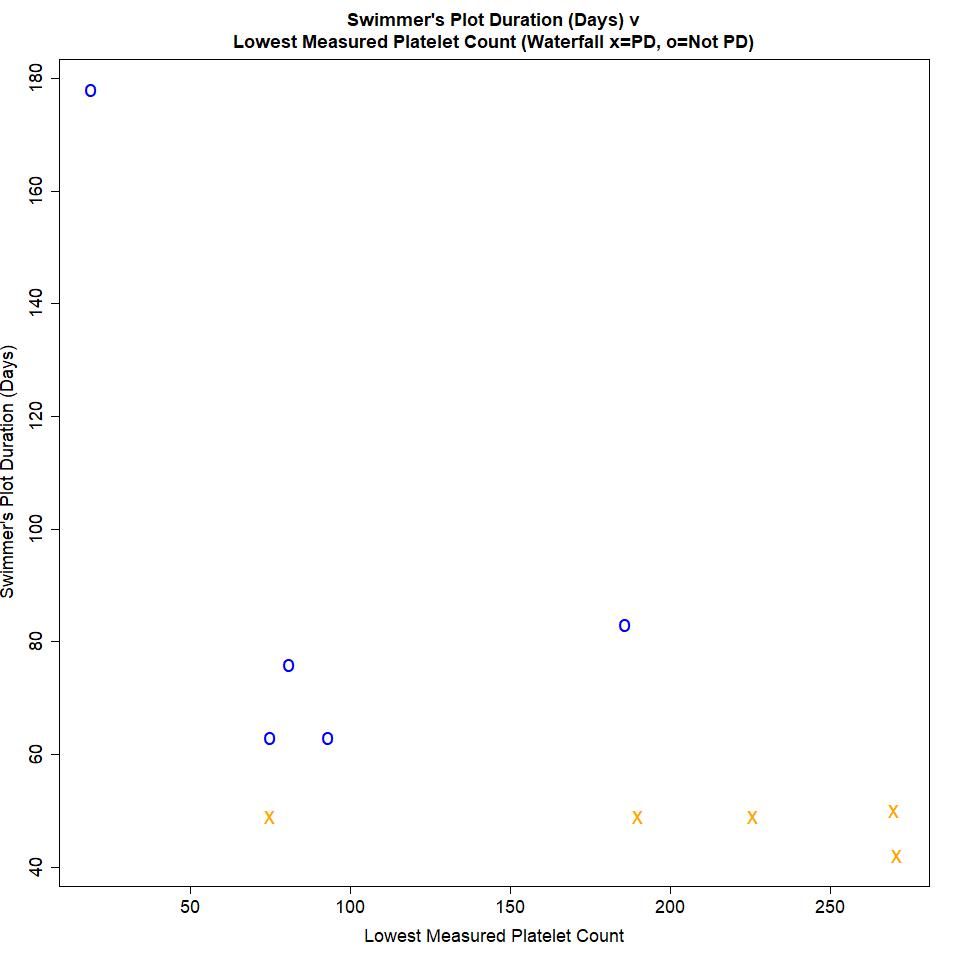 Swimmer's Plot Duration (Days) v
Lowest Measured Platelet Count (Waterfall x=PD, o=Not PD)
Swimmer's Plot Duration (Days)
180
160
140
120
100
80
60
40
o
o
o
o
o
x
x
x
x
x
50 100 150 200 250
Lowest Measured Platelet Count